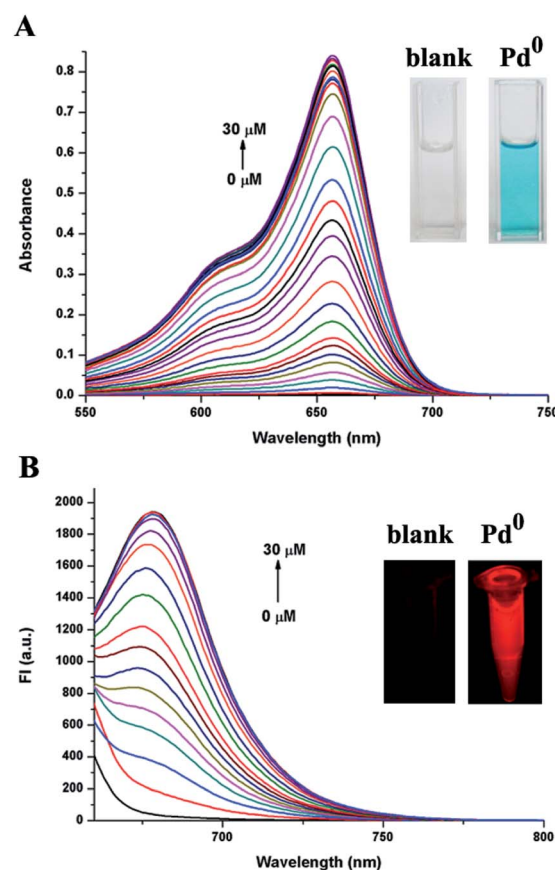 A
blank Pd⁰
30 µM
0 µM
Absorbance
0.8
0.7
0.6
0.5
0.4
0.3
0.2
0.1
0.0
550 600 650 700 750
Wavelength (nm)
B
blank Pd⁰
30 µM
0 µM
FI (a.u.)
2000
1800
1600
1400
1200
1000
800
600
400
200
0
700 750 800
Wavelength (nm)